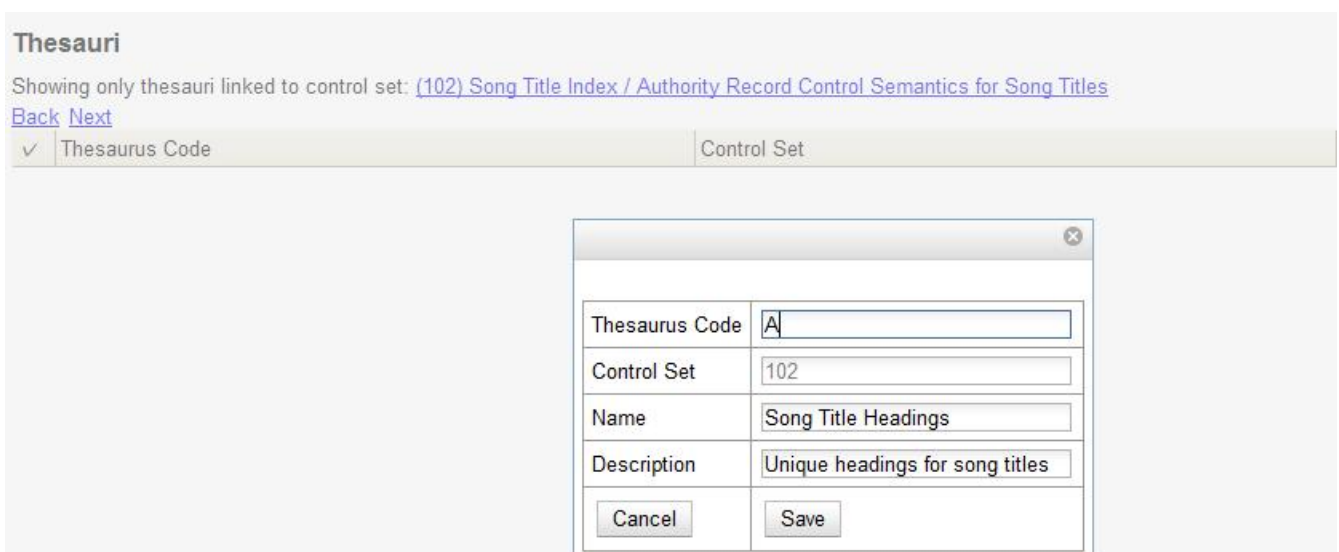 Thesauri
Showing only thesauri linked to control set: (102) Song Title Index / Authority Record Control Semantics for Song Titles
Back Next
✓ Thesaurus Code Control Set
Thesaurus Code A
Control Set 102
Name Song Title Headings
Description Unique headings for song titles
Cancel Save